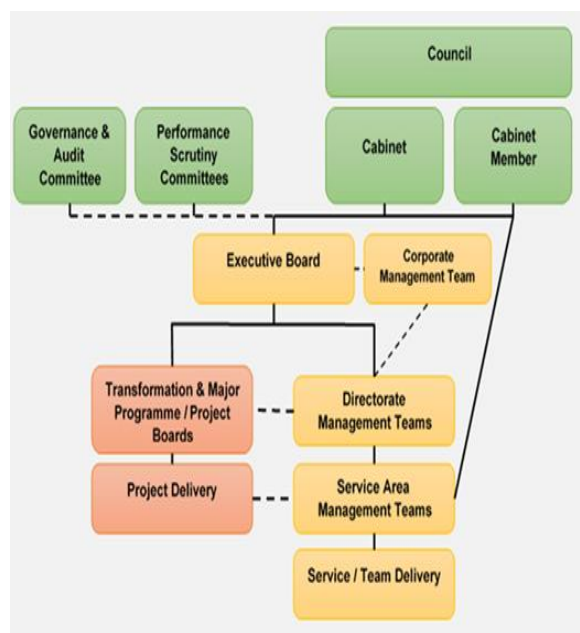 Council
Governance &
Audit
Committee
Performance
Scrutiny
Committees
Cabinet
Cabinet
Member
Executive Board
Corporate
Management Team
Transformation & Major
Programme / Project
Boards
Directorate
Management Teams
Project Delivery
Service Area
Management Teams
Service / Team Delivery